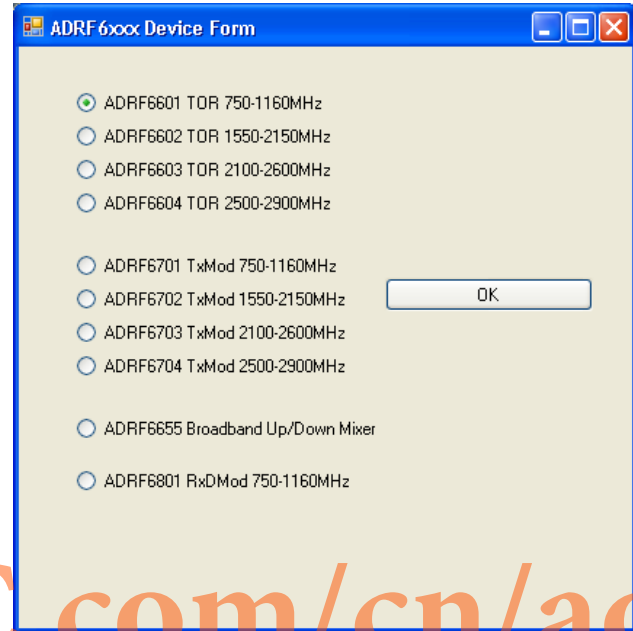 ADRF6xxx Device Form
ADRF6601 TOR 750-1160MHz
ADRF6602 TOR 1550-2150MHz
ADRF6603 TOR 2100-2600MHz
ADRF6604 TOR 2500-2900MHz
ADRF6701 TxMod 750-1160MHz
OK
ADRF6702 TxMod 1550-2150MHz
ADRF6703 TxMod 2100-2600MHz
ADRF6704 TxMod 2500-2900MHz
ADRF6655 Broadband Up/Down Mixer
ADRF6801 RxDMod 750-1160MHz
.com/cn/ad